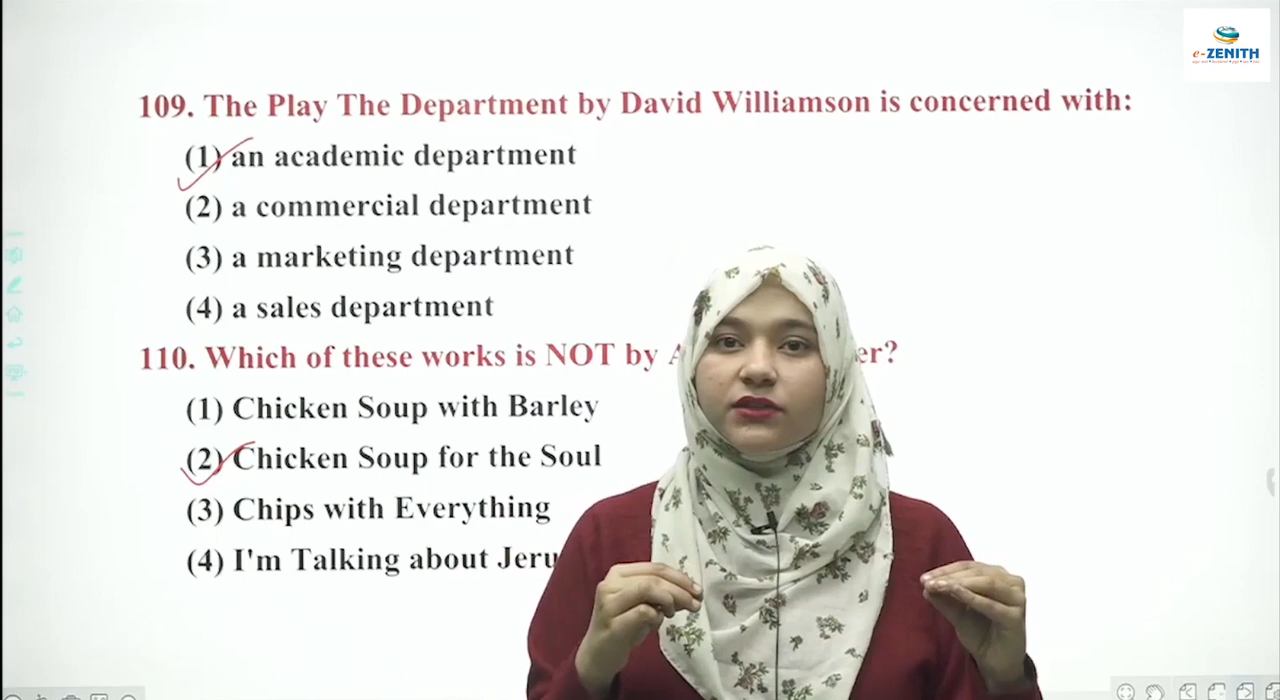 e-ZENITH
109. The Play The Department by David Williamson is concerned with:
(1) an academic department
(2) a commercial department
(3) a marketing department
(4) a sales department
110. Which of these works is NOT by A er?
(1) Chicken Soup with Barley
(2) Chicken Soup for the Soul
(3) Chips with Everything
(4) I'm Talking about Jeru